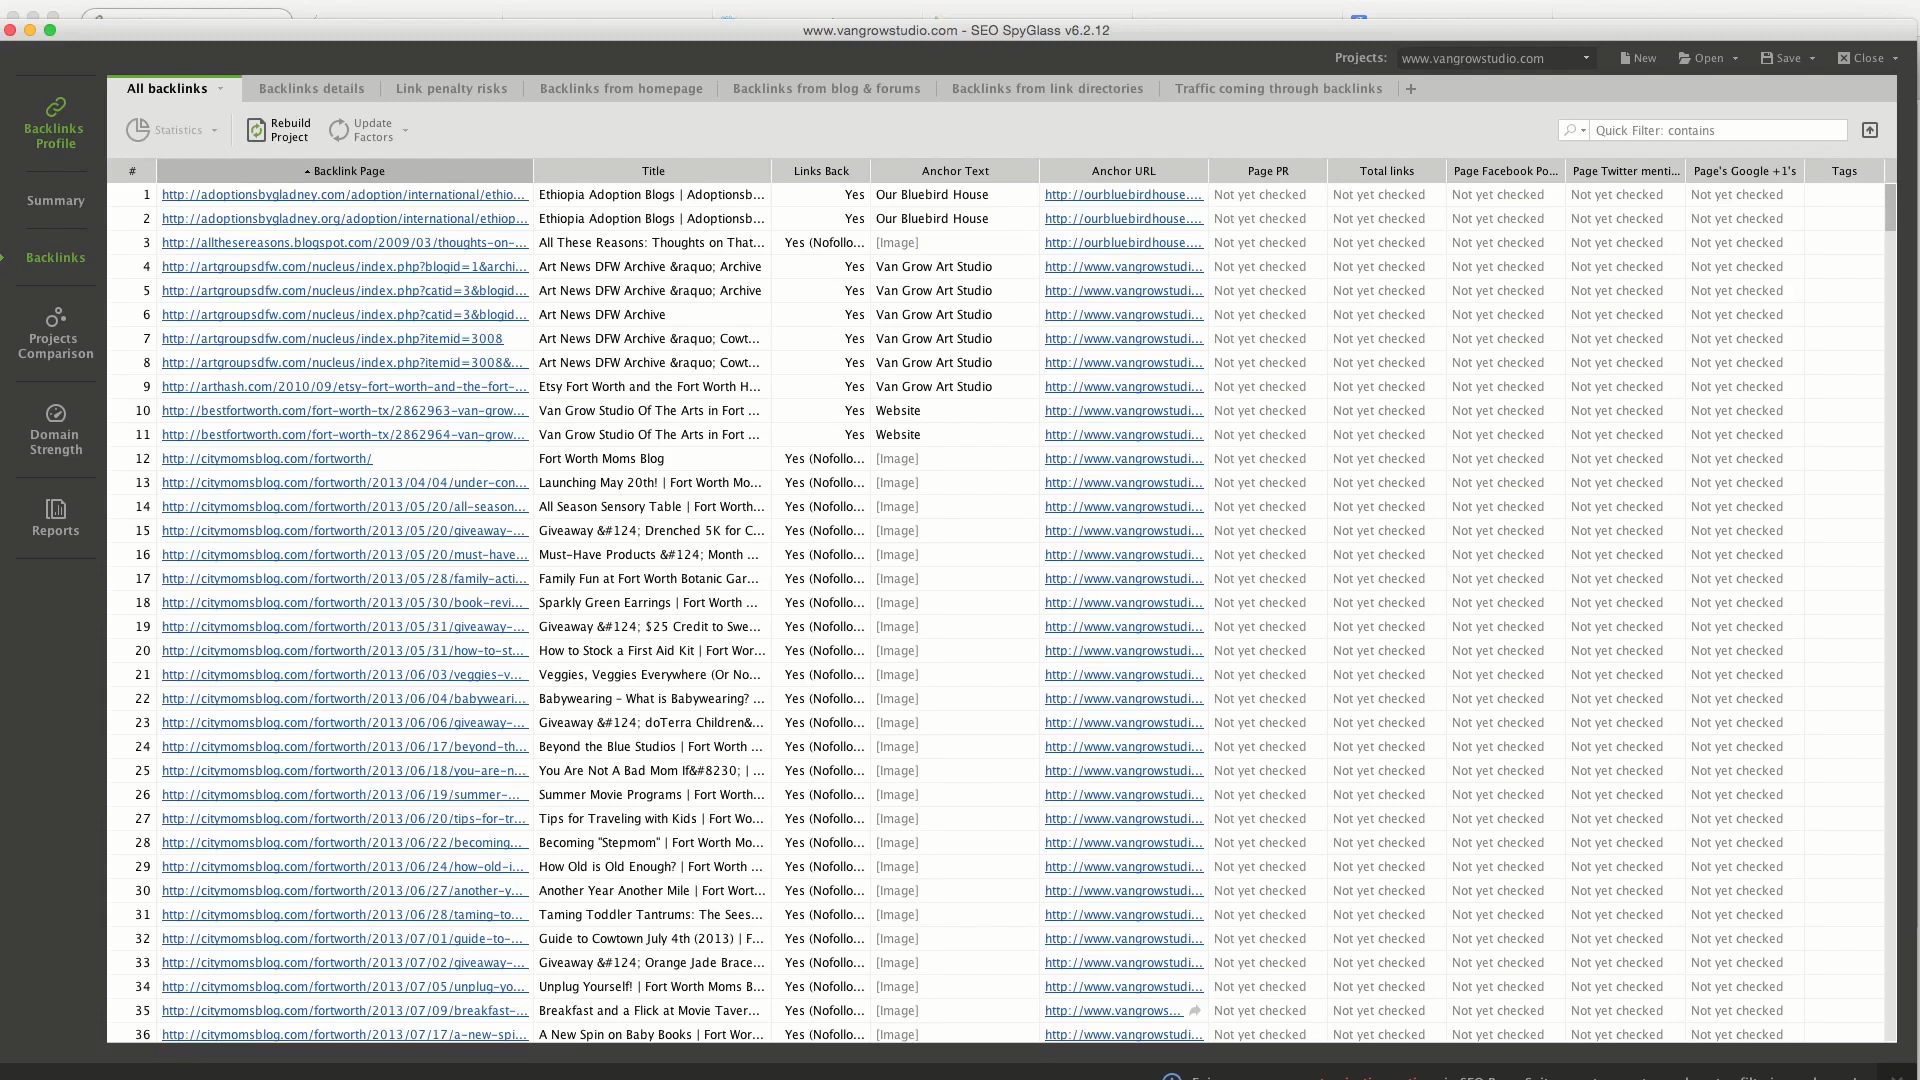 www.vangrowstudio.com - SEO SpyGlass v6.2.12
Projects: www.vangrowstudio.com New Open Save Close
All backlinks Backlinks details Link penalty risks Backlinks from homepage Backlinks from blog & forums Backlinks from link directories Traffic coming through backlinks +
Statistics Rebuild Project Update Factors Quick Filter: contains
Backlinks Profile
Summary
Backlinks
Projects Comparison
Domain Strength
Reports
# Backlink Page Title Links Back Anchor Text Anchor URL Page PR Total links Page Facebook Po... Page Twitter menti... Page's Google +1's Tags
1 http://adoptionsbygladney.com/adoption/international/ethio... Ethiopia Adoption Blogs | Adoptionsb... Yes Our Bluebird House http://ourbluebirdhouse.... Not yet checked Not yet checked Not yet checked Not yet checked Not yet checked
2 http://adoptionsbygladney.org/adoption/international/ethiop... Ethiopia Adoption Blogs | Adoptionsb... Yes Our Bluebird House http://ourbluebirdhouse.... Not yet checked Not yet checked Not yet checked Not yet checked Not yet checked
3 http://allthesereasons.blogspot.com/2009/03/thoughts-on-... All These Reasons: Thoughts on That... Yes (Nofollo... [Image] http://ourbluebirdhouse.... Not yet checked Not yet checked Not yet checked Not yet checked Not yet checked
4 http://artgroupsdfw.com/nucleus/index.php?blogid=1&archi... Art News DFW Archive &raquo; Archive Yes Van Grow Art Studio http://www.vangrowstudi... Not yet checked Not yet checked Not yet checked Not yet checked Not yet checked
5 http://artgroupsdfw.com/nucleus/index.php?catid=3&blogid... Art News DFW Archive &raquo; Archive Yes Van Grow Art Studio http://www.vangrowstudi... Not yet checked Not yet checked Not yet checked Not yet checked Not yet checked
6 http://artgroupsdfw.com/nucleus/index.php?catid=3&blogid... Art News DFW Archive Yes Van Grow Art Studio http://www.vangrowstudi... Not yet checked Not yet checked Not yet checked Not yet checked Not yet checked
7 http://artgroupsdfw.com/nucleus/index.php?itemid=3008 Art News DFW Archive &raquo; Cowt... Yes Van Grow Art Studio http://www.vangrowstudi... Not yet checked Not yet checked Not yet checked Not yet checked Not yet checked
8 http://artgroupsdfw.com/nucleus/index.php?itemid=3008&... Art News DFW Archive &raquo; Cowt... Yes Van Grow Art Studio http://www.vangrowstudi... Not yet checked Not yet checked Not yet checked Not yet checked Not yet checked
9 http://arthash.com/2010/09/etsy-fort-worth-and-the-fort-... Etsy Fort Worth and the Fort Worth H... Yes Van Grow Art Studio http://www.vangrowstudi... Not yet checked Not yet checked Not yet checked Not yet checked Not yet checked
10 http://bestfortworth.com/fort-worth-tx/2862963-van-grow... Van Grow Studio Of The Arts in Fort ... Yes Website http://www.vangrowstudi... Not yet checked Not yet checked Not yet checked Not yet checked Not yet checked
11 http://bestfortworth.com/fort-worth-tx/2862964-van-grow... Van Grow Studio Of The Arts in Fort ... Yes Website http://www.vangrowstudi... Not yet checked Not yet checked Not yet checked Not yet checked Not yet checked
12 http://citymomsblog.com/fortworth/ Fort Worth Moms Blog Yes (Nofollo... [Image] http://www.vangrowstudi... Not yet checked Not yet checked Not yet checked Not yet checked Not yet checked
13 http://citymomsblog.com/fortworth/2013/04/04/under-con... Launching May 20th! | Fort Worth Mo... Yes (Nofollo... [Image] http://www.vangrowstudi... Not yet checked Not yet checked Not yet checked Not yet checked Not yet checked
14 http://citymomsblog.com/fortworth/2013/05/20/all-season... All Season Sensory Table | Fort Worth... Yes (Nofollo... [Image] http://www.vangrowstudi... Not yet checked Not yet checked Not yet checked Not yet checked Not yet checked
15 http://citymomsblog.com/fortworth/2013/05/20/giveaway-... Giveaway &#124; Drenched 5K for C... Yes (Nofollo... [Image] http://www.vangrowstudi... Not yet checked Not yet checked Not yet checked Not yet checked Not yet checked
16 http://citymomsblog.com/fortworth/2013/05/20/must-have... Must-Have Products &#124; Month ... Yes (Nofollo... [Image] http://www.vangrowstudi... Not yet checked Not yet checked Not yet checked Not yet checked Not yet checked
17 http://citymomsblog.com/fortworth/2013/05/28/family-acti... Family Fun at Fort Worth Botanic Gar... Yes (Nofollo... [Image] http://www.vangrowstudi... Not yet checked Not yet checked Not yet checked Not yet checked Not yet checked
18 http://citymomsblog.com/fortworth/2013/05/30/book-revi... Sparkly Green Earrings | Fort Worth ... Yes (Nofollo... [Image] http://www.vangrowstudi... Not yet checked Not yet checked Not yet checked Not yet checked Not yet checked
19 http://citymomsblog.com/fortworth/2013/05/31/giveaway-... Giveaway &#124; $25 Credit to Swe... Yes (Nofollo... [Image] http://www.vangrowstudi... Not yet checked Not yet checked Not yet checked Not yet checked Not yet checked
20 http://citymomsblog.com/fortworth/2013/05/31/how-to-st... How to Stock a First Aid Kit | Fort Wor... Yes (Nofollo... [Image] http://www.vangrowstudi... Not yet checked Not yet checked Not yet checked Not yet checked Not yet checked
21 http://citymomsblog.com/fortworth/2013/06/03/veggies-v... Veggies, Veggies Everywhere (Or No... Yes (Nofollo... [Image] http://www.vangrowstudi... Not yet checked Not yet checked Not yet checked Not yet checked Not yet checked
22 http://citymomsblog.com/fortworth/2013/06/04/babyweari... Babywearing - What is Babywearing? ... Yes (Nofollo... [Image] http://www.vangrowstudi... Not yet checked Not yet checked Not yet checked Not yet checked Not yet checked
23 http://citymomsblog.com/fortworth/2013/06/06/giveaway-... Giveaway &#124; doTerra Children&... Yes (Nofollo... [Image] http://www.vangrowstudi... Not yet checked Not yet checked Not yet checked Not yet checked Not yet checked
24 http://citymomsblog.com/fortworth/2013/06/17/beyond-th... Beyond the Blue Studios | Fort Worth ... Yes (Nofollo... [Image] http://www.vangrowstudi... Not yet checked Not yet checked Not yet checked Not yet checked Not yet checked
25 http://citymomsblog.com/fortworth/2013/06/18/you-are-n... You Are Not A Bad Mom If&#8230; | ... Yes (Nofollo... [Image] http://www.vangrowstudi... Not yet checked Not yet checked Not yet checked Not yet checked Not yet checked
26 http://citymomsblog.com/fortworth/2013/06/19/summer-... Summer Movie Programs | Fort Worth... Yes (Nofollo... [Image] http://www.vangrowstudi... Not yet checked Not yet checked Not yet checked Not yet checked Not yet checked
27 http://citymomsblog.com/fortworth/2013/06/20/tips-for-tr... Tips for Traveling with Kids | Fort Wo... Yes (Nofollo... [Image] http://www.vangrowstudi... Not yet checked Not yet checked Not yet checked Not yet checked Not yet checked
28 http://citymomsblog.com/fortworth/2013/06/22/becoming... Becoming "Stepmom" | Fort Worth Mo... Yes (Nofollo... [Image] http://www.vangrowstudi... Not yet checked Not yet checked Not yet checked Not yet checked Not yet checked
29 http://citymomsblog.com/fortworth/2013/06/24/how-old-i... How Old is Old Enough? | Fort Worth ... Yes (Nofollo... [Image] http://www.vangrowstudi... Not yet checked Not yet checked Not yet checked Not yet checked Not yet checked
30 http://citymomsblog.com/fortworth/2013/06/27/another-y... Another Year Another Mile | Fort Wort... Yes (Nofollo... [Image] http://www.vangrowstudi... Not yet checked Not yet checked Not yet checked Not yet checked Not yet checked
31 http://citymomsblog.com/fortworth/2013/06/28/taming-to... Taming Toddler Tantrums: The Sees... Yes (Nofollo... [Image] http://www.vangrowstudi... Not yet checked Not yet checked Not yet checked Not yet checked Not yet checked
32 http://citymomsblog.com/fortworth/2013/07/01/guide-to-... Guide to Cowtown July 4th (2013) | F... Yes (Nofollo... [Image] http://www.vangrowstudi... Not yet checked Not yet checked Not yet checked Not yet checked Not yet checked
33 http://citymomsblog.com/fortworth/2013/07/02/giveaway-... Giveaway &#124; Orange Jade Brace... Yes (Nofollo... [Image] http://www.vangrowstudi... Not yet checked Not yet checked Not yet checked Not yet checked Not yet checked
34 http://citymomsblog.com/fortworth/2013/07/05/unplug-yo... Unplug Yourself! | Fort Worth Moms B... Yes (Nofollo... [Image] http://www.vangrowstudi... Not yet checked Not yet checked Not yet checked Not yet checked Not yet checked
35 http://citymomsblog.com/fortworth/2013/07/09/breakfast-... Breakfast and a Flick at Movie Taver... Yes (Nofollo... [Image] http://www.vangrows... Not yet checked Not yet checked Not yet checked Not yet checked Not yet checked
36 http://citymomsblog.com/fortworth/2013/07/17/a-new-spi... A New Spin on Baby Books | Fort Wor... Yes (Nofollo... [Image] http://www.vangrowstudi... Not yet checked Not yet checked Not yet checked Not yet checked Not yet checked